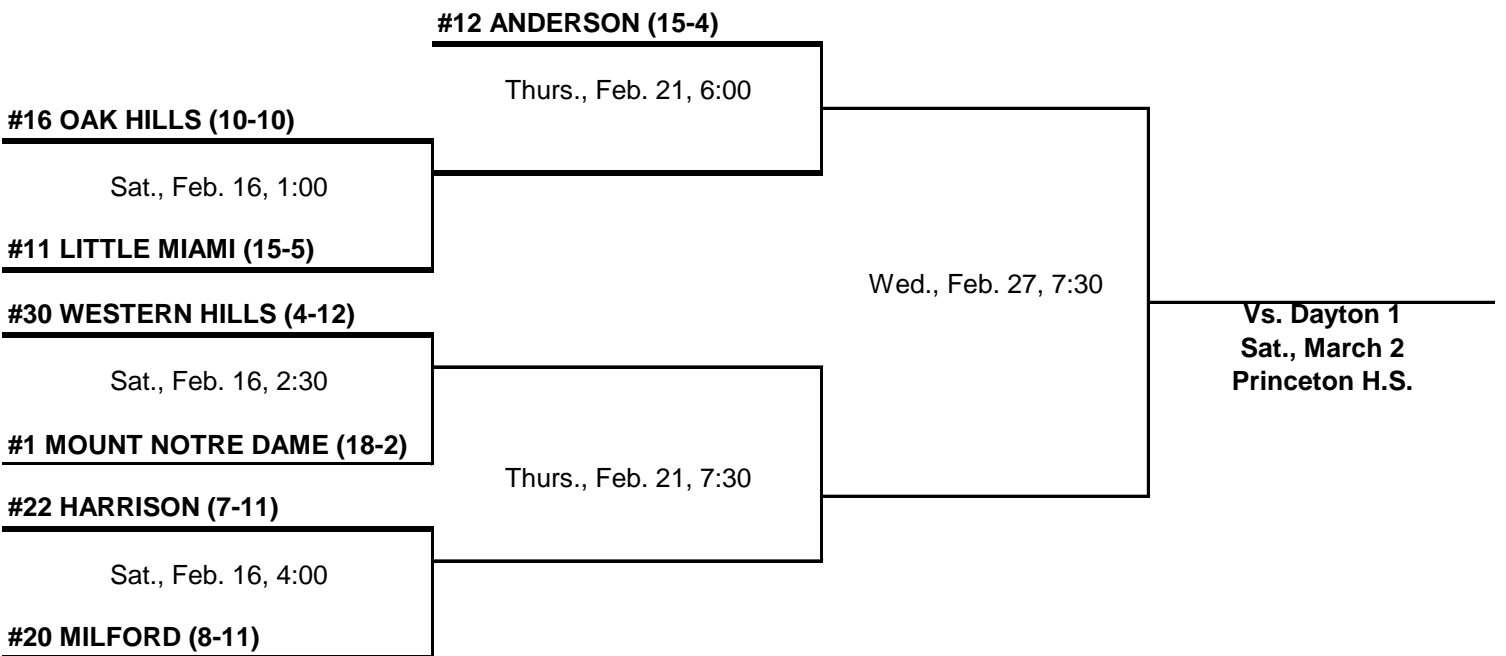 #12 ANDERSON (15-4)
Thurs., Feb. 21, 6:00
#16 OAK HILLS (10-10)
Sat., Feb. 16, 1:00
#11 LITTLE MIAMI (15-5)
Wed., Feb. 27, 7:30
#30 WESTERN HILLS (4-12)
Vs. Dayton 1
Sat., March 2
Princeton H.S.
Sat., Feb. 16, 2:30
#1 MOUNT NOTRE DAME (18-2)
Thurs., Feb. 21, 7:30
#22 HARRISON (7-11)
Sat., Feb. 16, 4:00
#20 MILFORD (8-11)